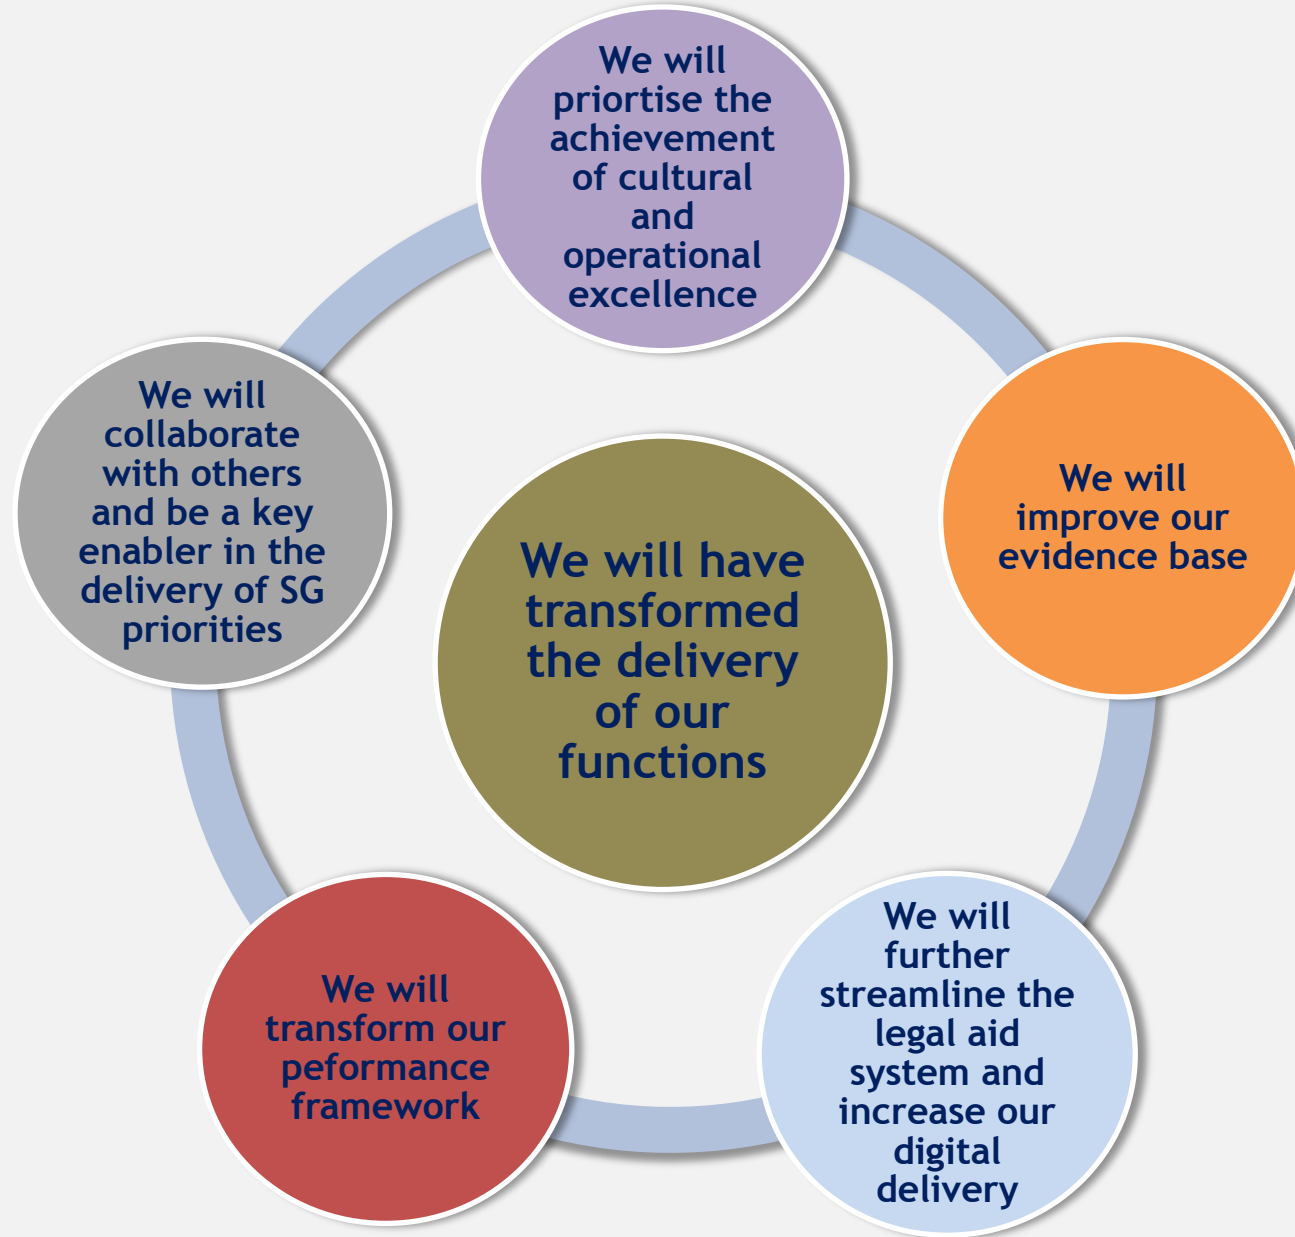 We will
priortise the
achievement
of cultural
and
operational
excellence
We will
improve our
evidence base
We will
further
streamline the
legal aid
system and
increase our
digital
delivery
We will
transform our
peformance
framework
We will
collaborate
with others
and be a key
enabler in the
delivery of SG
priorities
We will have
transformed
the delivery
of our
functions